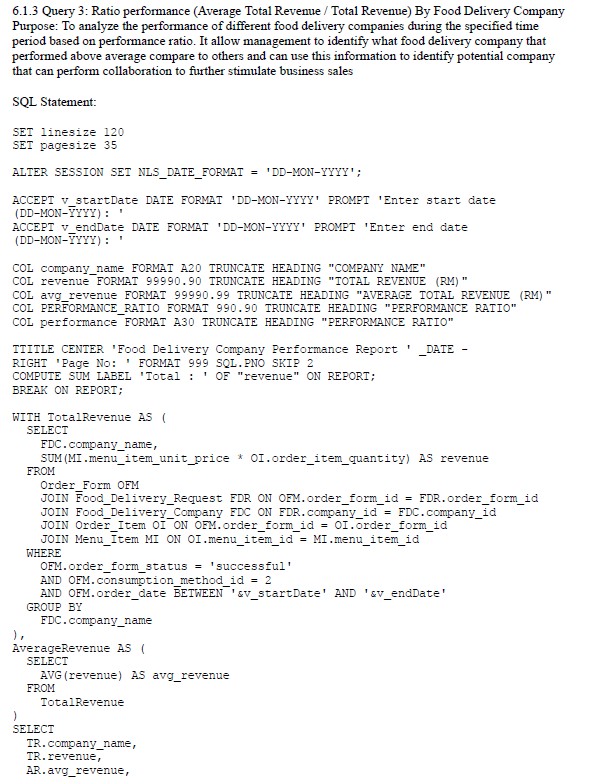 6.1.3 Query 3: Ratio performance (Average Total Revenue / Total Revenue) By Food Delivery Company
Purpose: To analyze the performance of different food delivery companies during the specified time
period based on performance ratio. It allow management to identify what food delivery company that
performed above average compare to others and can use this information to identify potential company
that can perform collaboration to further stimulate business sales
SQL Statement:
SET linesize 120
SET pagesize 35
ALTER SESSION SET NLS_DATE_FORMAT = 'DD-MON-YYYY';
ACCEPT v_startDate DATE FORMAT 'DD-MON-YYYY' PROMPT 'Enter start date
(DD-MON-YYYY): '
ACCEPT v_endDate DATE FORMAT 'DD-MON-YYYY' PROMPT 'Enter end date
(DD-MON-YYYY): '
COL company_name FORMAT A20 TRUNCATE HEADING "COMPANY NAME"
COL revenue FORMAT 99990.90 TRUNCATE HEADING "TOTAL REVENUE (RM)"
COL avg_revenue FORMAT 99990.99 TRUNCATE HEADING "AVERAGE TOTAL REVENUE (RM)"
COL PERFORMANCE_RATIO FORMAT 990.90 TRUNCATE HEADING "PERFORMANCE RATIO"
COL performance FORMAT A30 TRUNCATE HEADING "PERFORMANCE RATIO"
TTITLE CENTER 'Food Delivery Company Performance Report ' _DATE -
RIGHT 'Page No: ' FORMAT 999 SQL.PNO SKIP 2
COMPUTE SUM LABEL 'Total : ' OF "revenue" ON REPORT;
BREAK ON REPORT;
WITH TotalRevenue AS (
SELECT
FDC.company_name,
SUM(MI.menu_item_unit_price * OI.order_item_quantity) AS revenue
FROM
Order_Form OFM
JOIN Food_Delivery_Request FDR ON OFM.order_form_id = FDR.order_form_id
JOIN Food_Delivery_Company FDC ON FDR.company_id = FDC.company_id
JOIN Order_Item OI ON OFM.order_form_id = OI.order_form_id
JOIN Menu_Item MI ON OI.menu_item_id = MI.menu_item_id
WHERE
OFM.order_form_status = 'successful'
AND OFM.consumption_method_id = 2
AND OFM.order_date BETWEEN '&v_startDate' AND '&v_endDate'
GROUP BY
FDC.company_name
),
AverageRevenue AS (
SELECT
AVG(revenue) AS avg_revenue
FROM
TotalRevenue
)
SELECT
TR.company_name,
TR.revenue,
AR.avg_revenue,